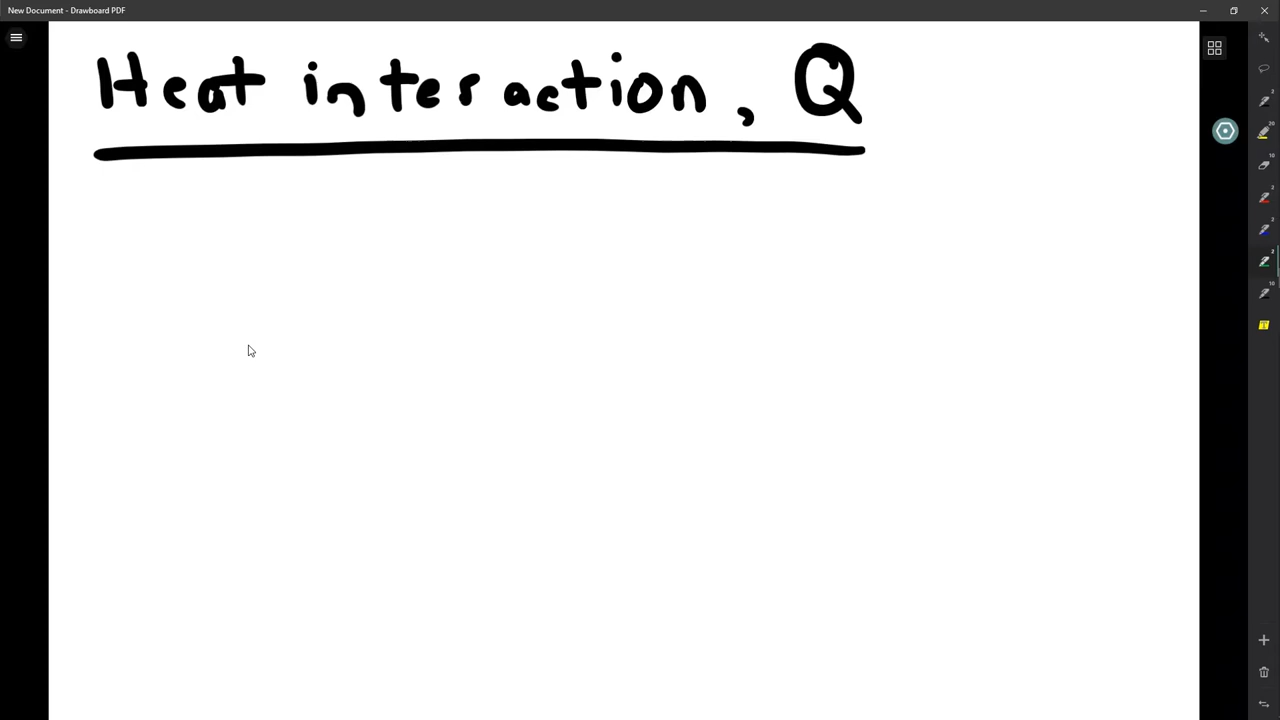 New Document - Drawboard PDF
Heat interaction, Q